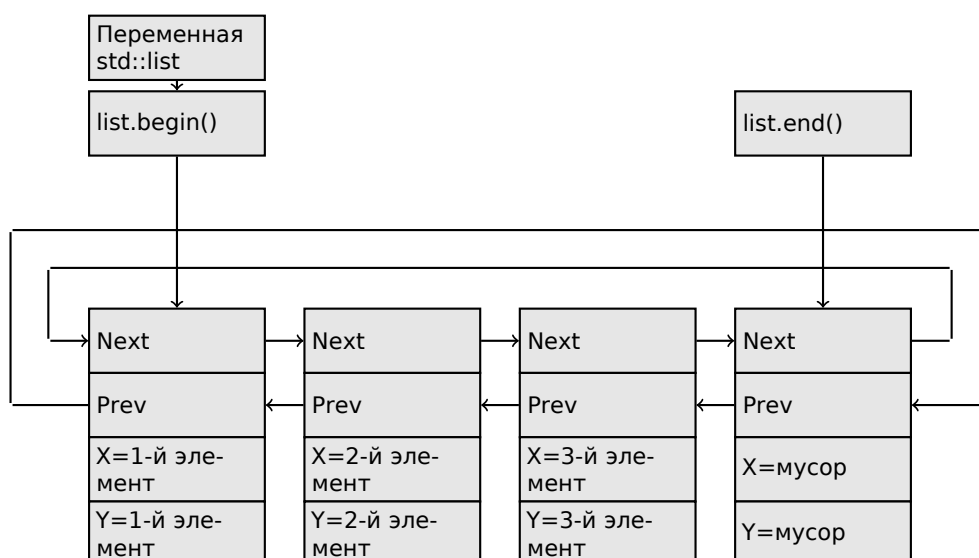 Переменная
std::list
list.begin()
list.end()
Next
Next
Next
Next
Prev
Prev
Prev
Prev
X=1-й эле-
мент
X=2-й эле-
мент
X=3-й эле-
мент
X=мусор
Y=1-й эле-
мент
Y=2-й эле-
мент
Y=3-й эле-
мент
Y=мусор